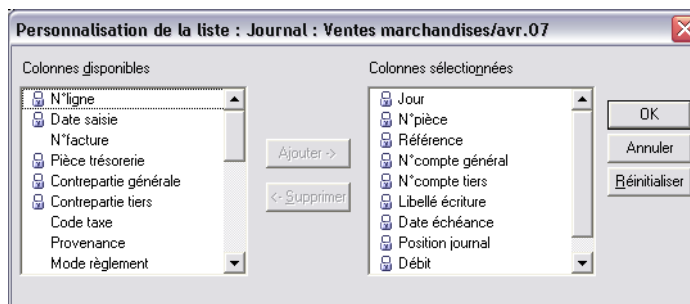 Personnalisation de la liste : Journal : Ventes marchandises/avr.07
Colonnes disponibles
N°ligne
Date saisie
N°facture
Pièce trésorerie
Contrepartie générale
Contrepartie tiers
Code taxe
Provenance
Mode règlement
Ajouter ->
<- Supprimer
Colonnes sélectionnées
Jour
N°pièce
Référence
N°compte général
N°compte tiers
Libellé écriture
Date échéance
Position journal
Débit
OK
Annuler
Réinitialiser